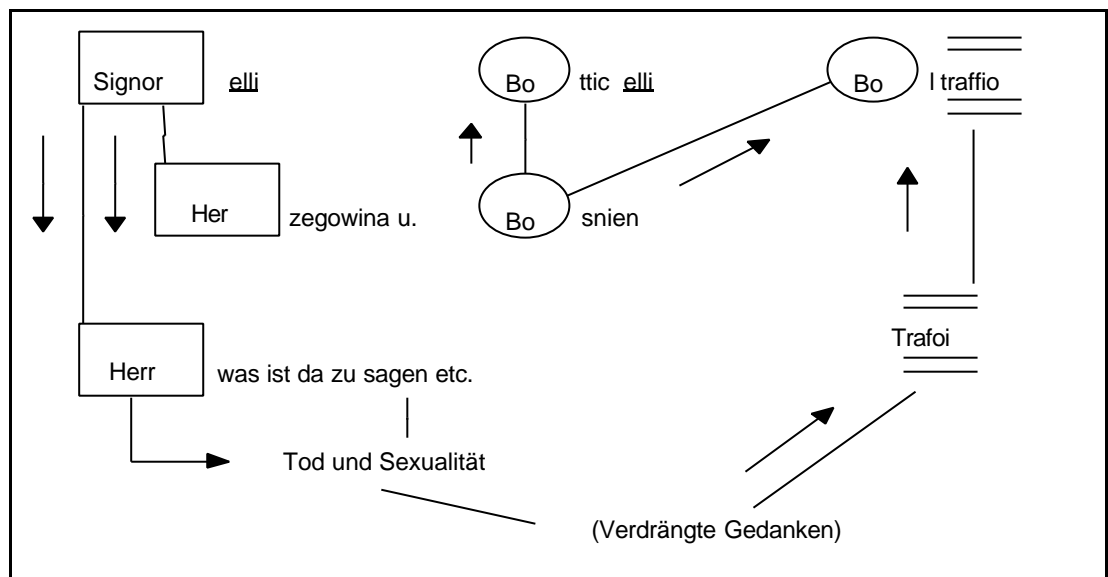 Signor elli Bo ttic elli Bo l traffio
Her zegowina u. Bo snien
Trafoi
Herr was ist da zu sagen etc.
Tod und Sexualität
(Verdrängte Gedanken)